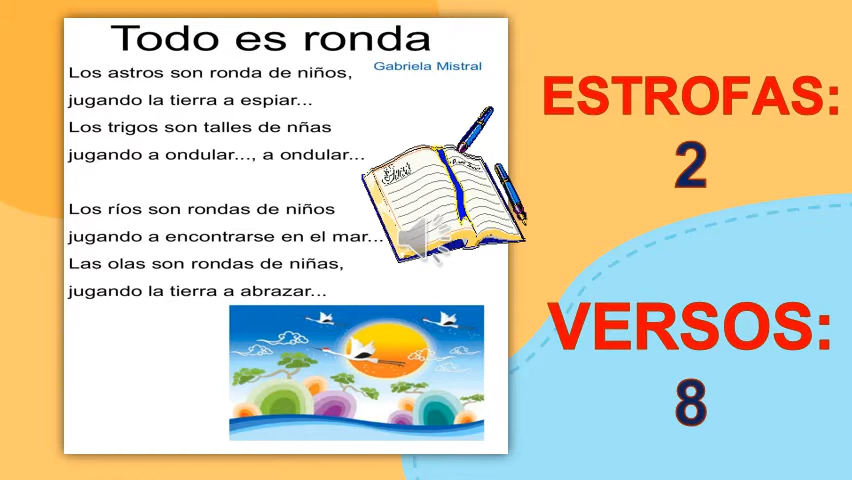 Todo es ronda
Gabriela Mistral
Los astros son ronda de niños,
jugando la tierra a espiar...
Los trigos son talles de nñas
jugando a ondular..., a ondular...
Los ríos son rondas de niños
jugando a encontrarse en el mar...
Las olas son rondas de niñas,
jugando la tierra a abrazar...
ESTROFAS:
2
VERSOS:
8